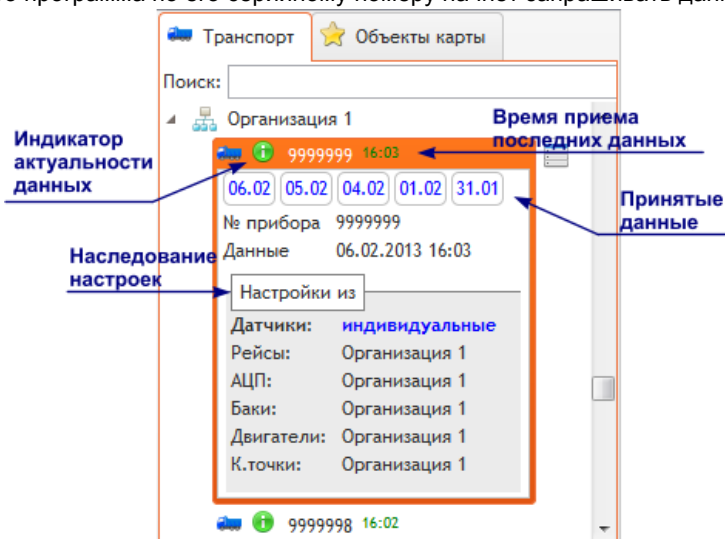 Транспорт Объекты карты
Поиск:
Организация 1
Время приема
последних данных
Индикатор
актуальности
данных
9999999 16:03
06.02 05.02 04.02 01.02 31.01
Принятые
данные
№ прибора 9999999
Данные 06.02.2013 16:03
Наследование
настроек
Настройки из
Датчики: индивидуальные
Рейсы: Организация 1
АЦП: Организация 1
Баки: Организация 1
Двигатели: Организация 1
К.точки: Организация 1
9999998 16:02